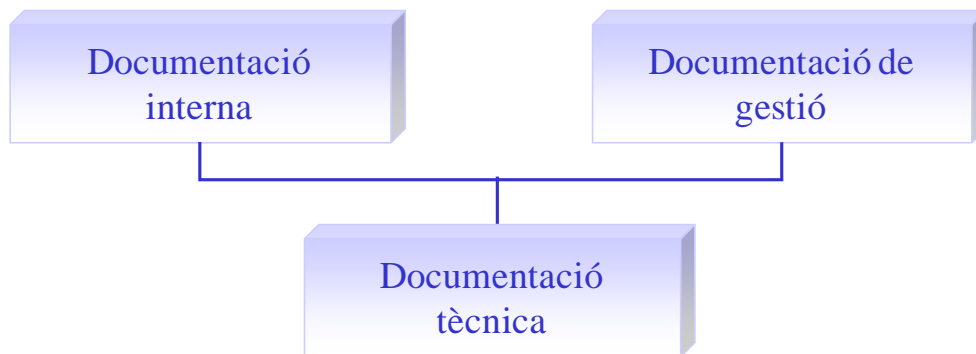 Documentació
interna
Documentació de
gestió
Documentació
tècnica